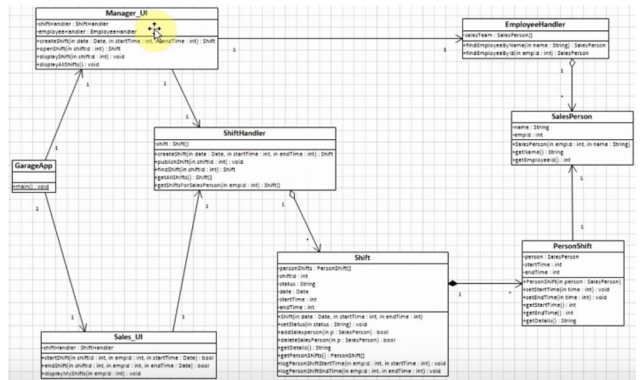 Manager_UI
-shiftHandler : ShiftHandler
-employeeHandler : EmployeeHandler
+createShift(in date : Date, in startTime : int, in endTime : int) : Shift
+openShift(in shiftId : int) : Shift
+displayShift(in shiftId : int) : void
+displayAllShifts() : void
EmployeeHandler
-salesTeam : SalesPerson[]
+findEmployeeByName(in name : String) : SalesPerson
+findEmployeeById(in empId : int) : SalesPerson
1
1
1
1
1
*
SalesPerson
-name : String
-empId : int
+SalesPerson(in empId : int, in name : String)
+getName() : String
+getEmployeeId() : int
ShiftHandler
-shift : Shift[]
+createShift(in date : Date, in startTime : int, in endTime : int) : Shift
+publishShift(in shiftId : int) : void
+findShift(in shiftId : int) : Shift
+getAllShifts() : Shift[]
+getShiftsForSalesPerson(in empId : int) : Shift[]
GarageApp
+main() : void
1
1
1
1
1
1
1
*
PersonShift
-person : SalesPerson
-startTime : int
-endTime : int
+PersonShift(in person : SalesPerson)
+setStartTime(in time : int) : void
+setEndTime(in time : int) : void
+getStartTime() : int
+getEndTime() : int
+getDetails() : String
Shift
-personShifts : PersonShift[]
-shiftId : int
-status : String
-date : Date
-startTime : int
-endTime : int
+Shift(in date : Date, in startTime : int, in endTime : int)
+setStatus(in status : String) : void
+addSalesperson(in p : SalesPerson) : bool
+deleteSalesPerson(in p : SalesPerson) : bool
+getDetails() : String
+getPersonShifts() : PersonShift[]
+logPersonShiftStartTime(in empId : int, in startTime : int) : void
+logPersonShiftEndTime(in empId : int, in endTime : int) : void
1
*
Sales_UI
-shiftHandler : ShiftHandler
+startShift(in shiftId : int, in empId : int, in startTime : Date) : bool
+endShift(in shiftId : int, in empId : int, in endTime : Date) : bool
+displayMyShifts(in empId : int) : void